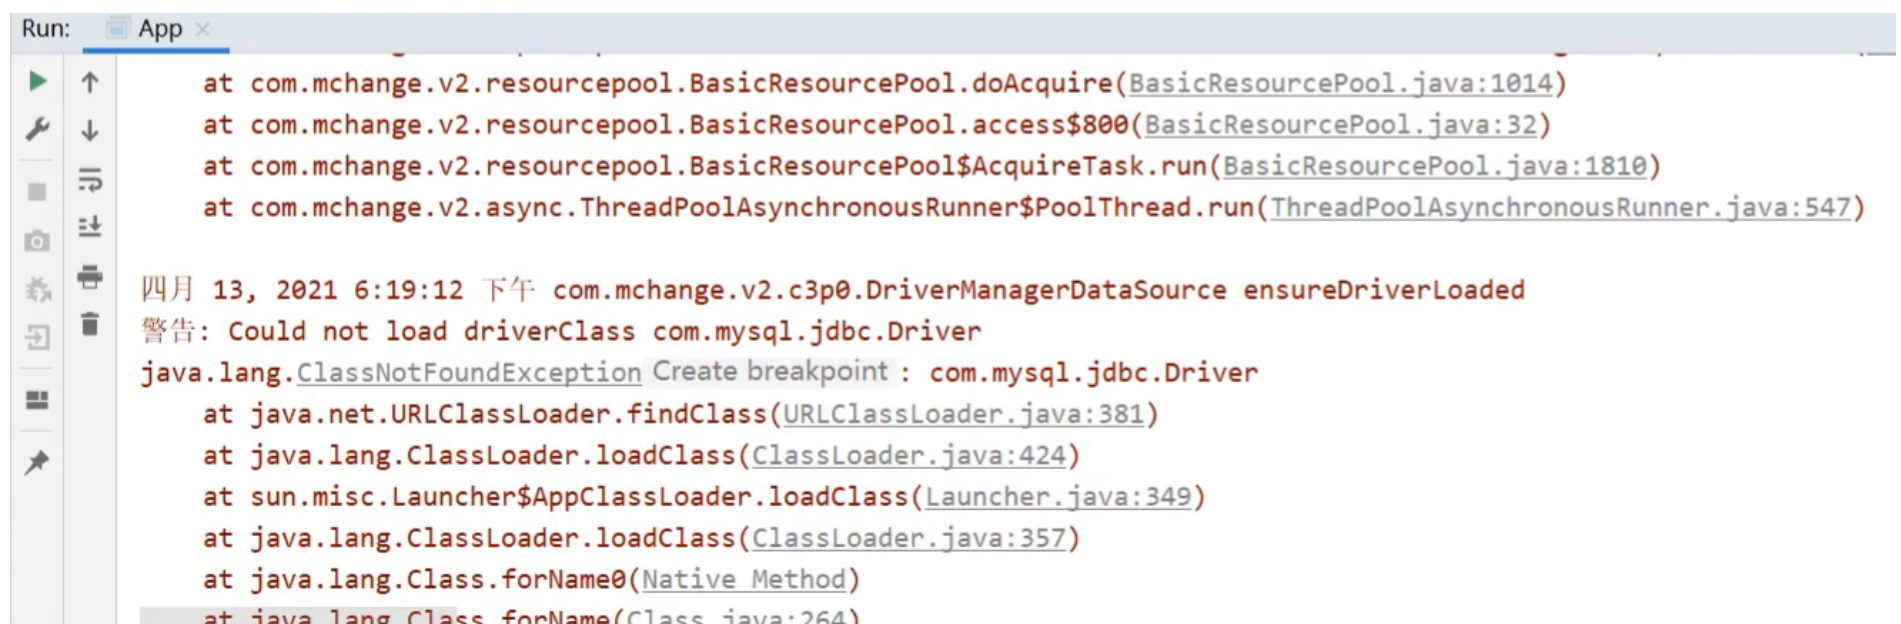 Run: App
at com.mchange.v2.resourcepool.BasicResourcePool.doAcquire(BasicResourcePool.java:1014)
at com.mchange.v2.resourcepool.BasicResourcePool.access$800(BasicResourcePool.java:32)
at com.mchange.v2.resourcepool.BasicResourcePool$AcquireTask.run(BasicResourcePool.java:1810)
at com.mchange.v2.async.ThreadPoolAsynchronousRunner$PoolThread.run(ThreadPoolAsynchronousRunner.java:547)
四月 13, 2021 6:19:12 下午 com.mchange.v2.c3p0.DriverManagerDataSource ensureDriverLoaded
警告: Could not load driverClass com.mysql.jdbc.Driver
java.lang.ClassNotFoundException Create breakpoint : com.mysql.jdbc.Driver
at java.net.URLClassLoader.findClass(URLClassLoader.java:381)
at java.lang.ClassLoader.loadClass(ClassLoader.java:424)
at sun.misc.Launcher$AppClassLoader.loadClass(Launcher.java:349)
at java.lang.ClassLoader.loadClass(ClassLoader.java:357)
at java.lang.Class.forName0(Native Method)
at java.lang.Class.forName(Class.java:264)